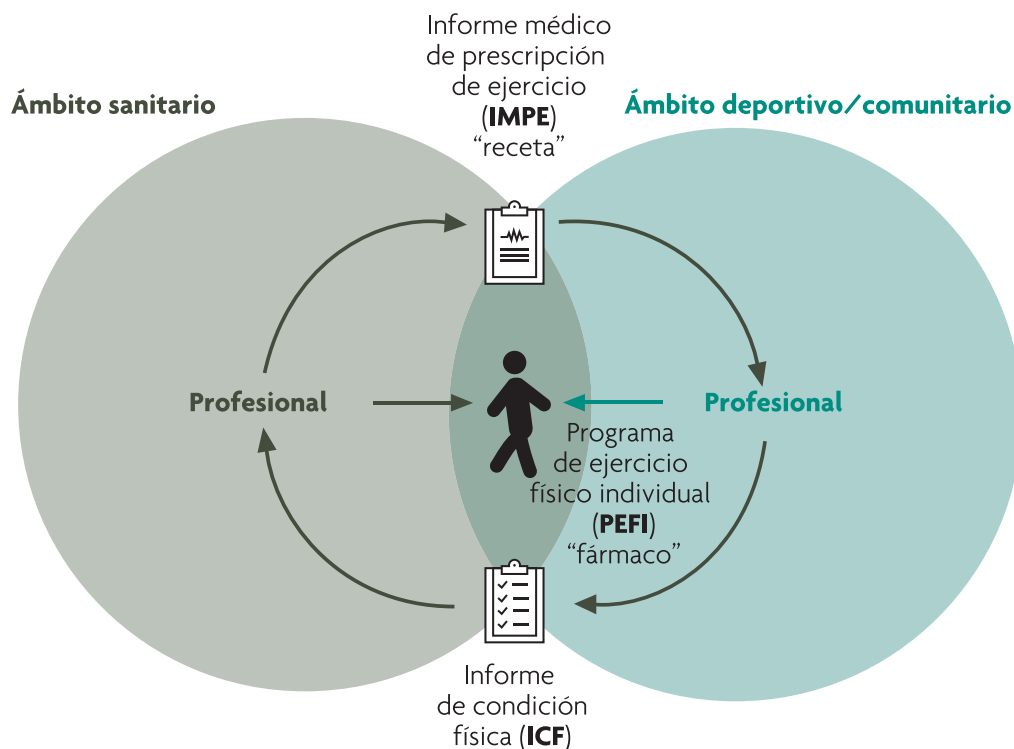 Informe médico
de prescripción
de ejercicio
(IMPE)
“receta”
Ámbito sanitario
Ámbito deportivo/comunitario
Profesional
Profesional
Programa
de ejercicio
físico individual
(PEFI)
“fármaco”
Informe
de condición
física (ICF)